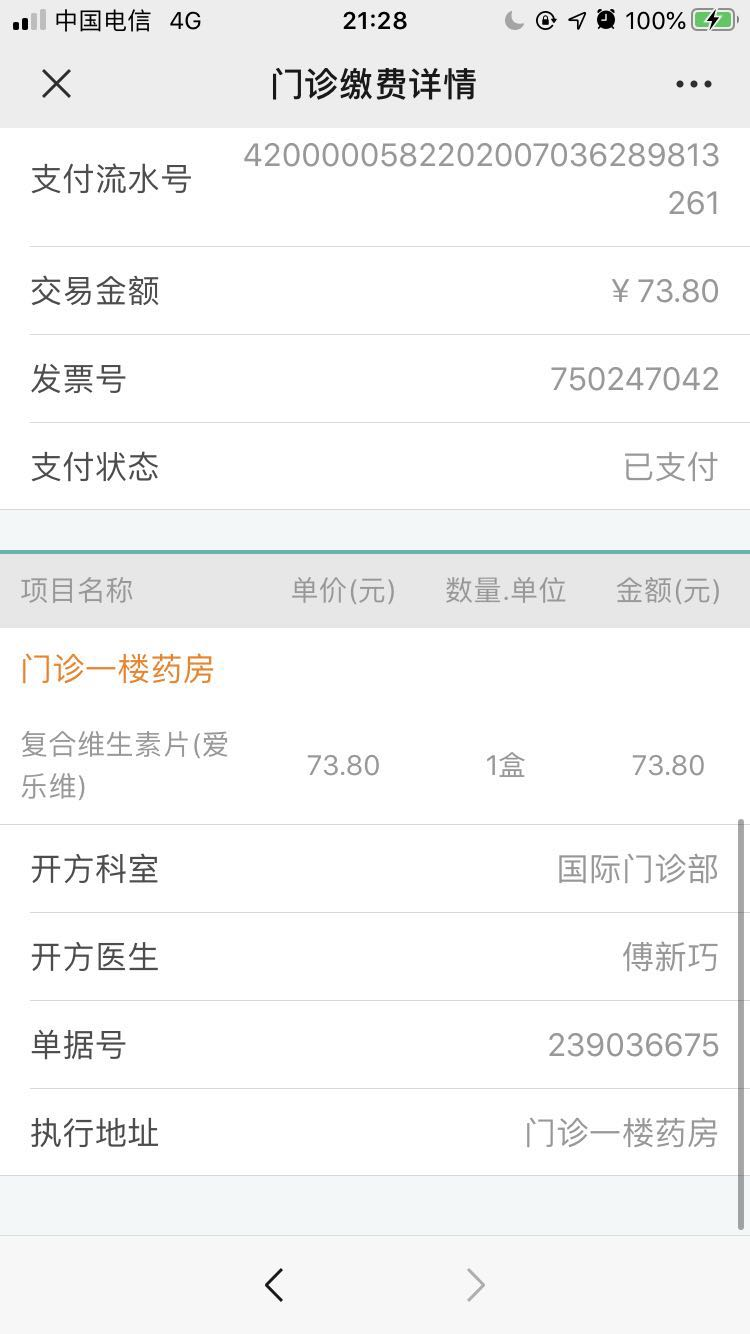 中国电信 4G 21:28 100%
门诊缴费详情
支付流水号 4200000582202007036289813
261
交易金额 ¥ 73.80
发票号 750247042
支付状态 已支付
项目名称 单价(元) 数量.单位 金额(元)
门诊一楼药房
复合维生素片(爱
乐维) 73.80 1盒 73.80
开方科室 国际门诊部
开方医生 傅新巧
单据号 239036675
执行地址 门诊一楼药房